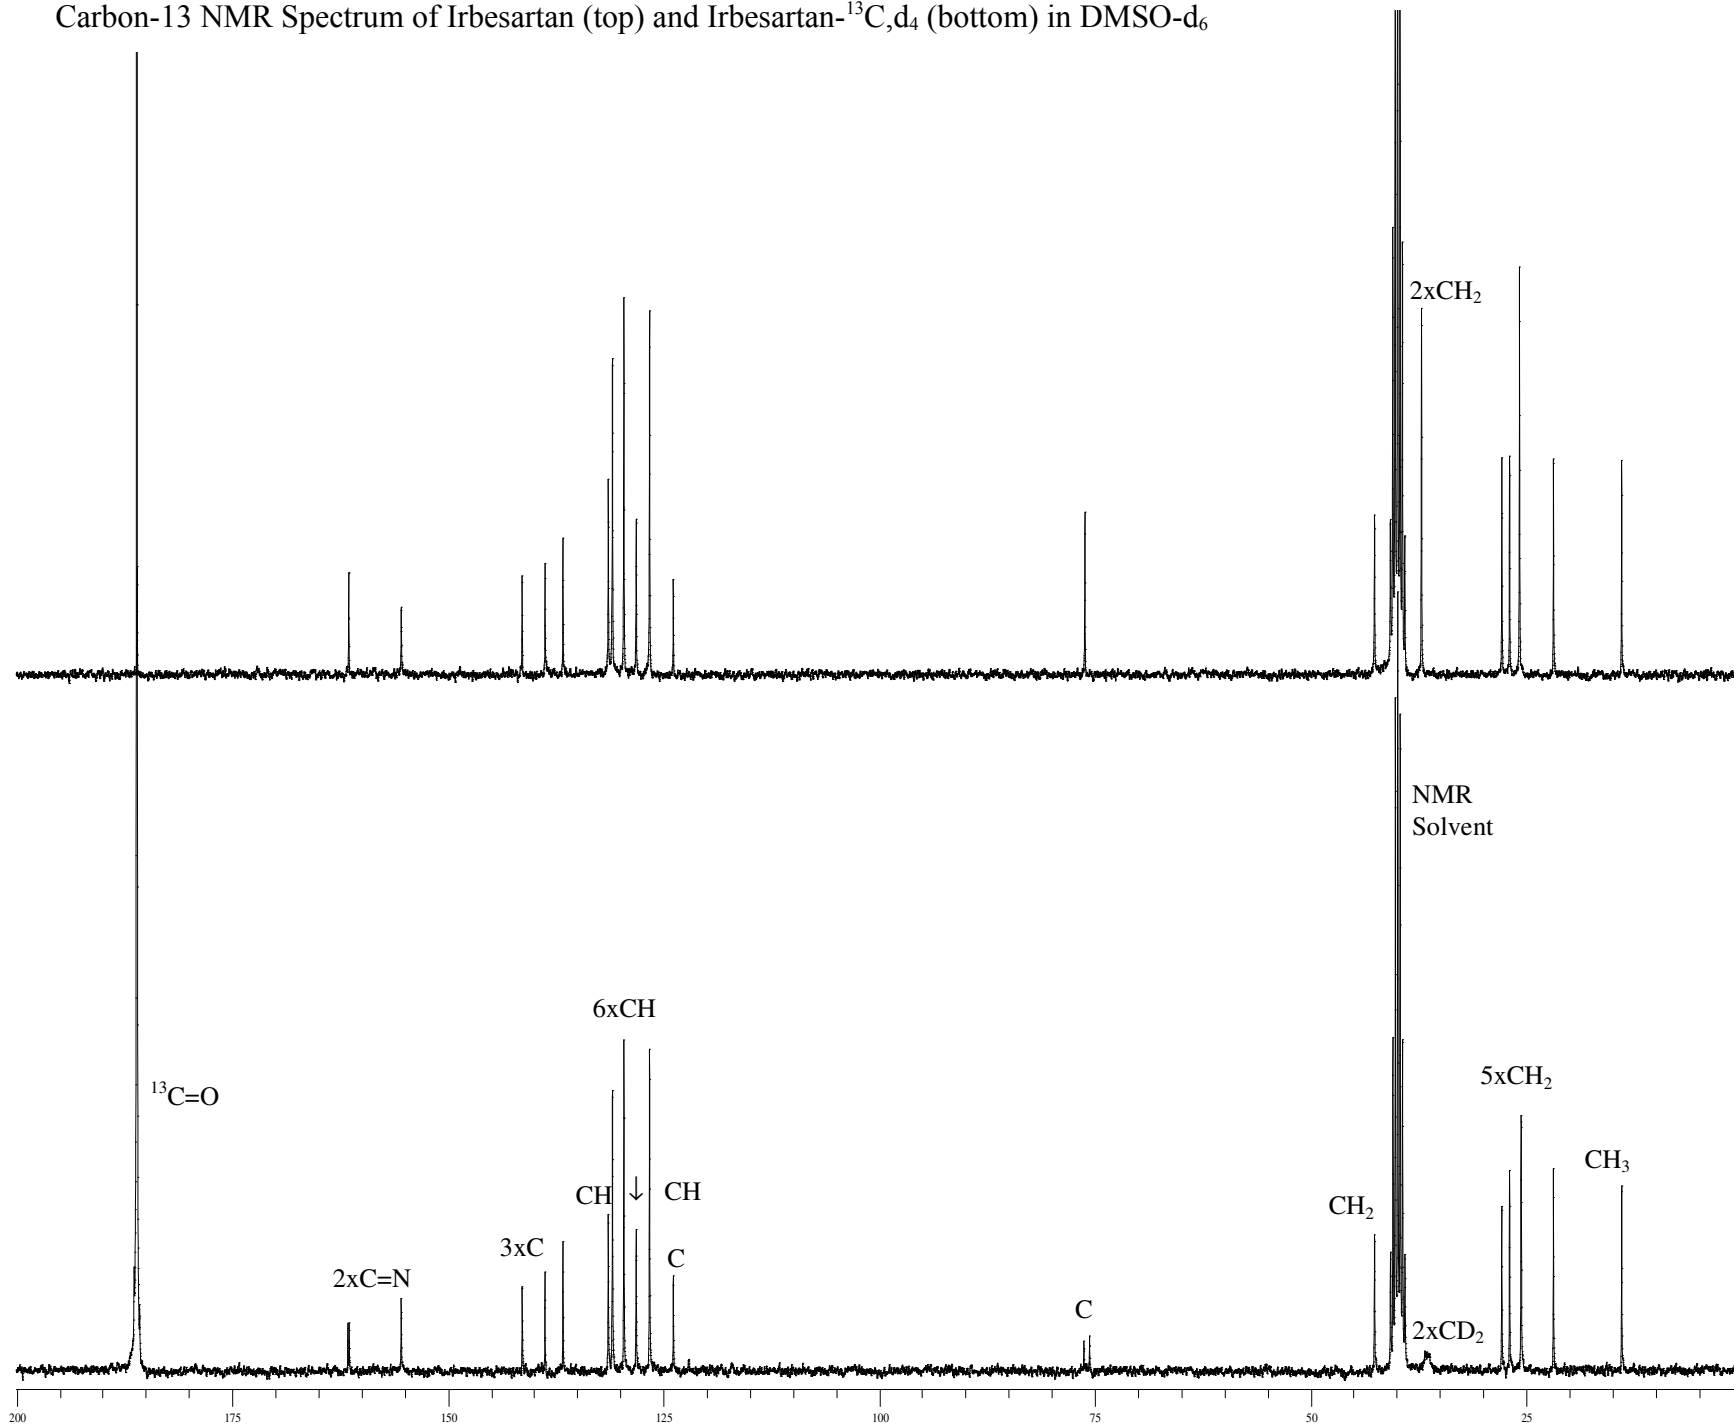 Carbon-13 NMR Spectrum of Irbesartan (top) and Irbesartan-¹³C,d₄ (bottom) in DMSO-d₆
2xCH₂
NMR
Solvent
6xCH
5xCH₂
¹³C=O
CH₃
CH
↓
CH
CH₂
3xC
C
2xC=N
C
2xCD₂
200
175
150
125
100
75
50
25